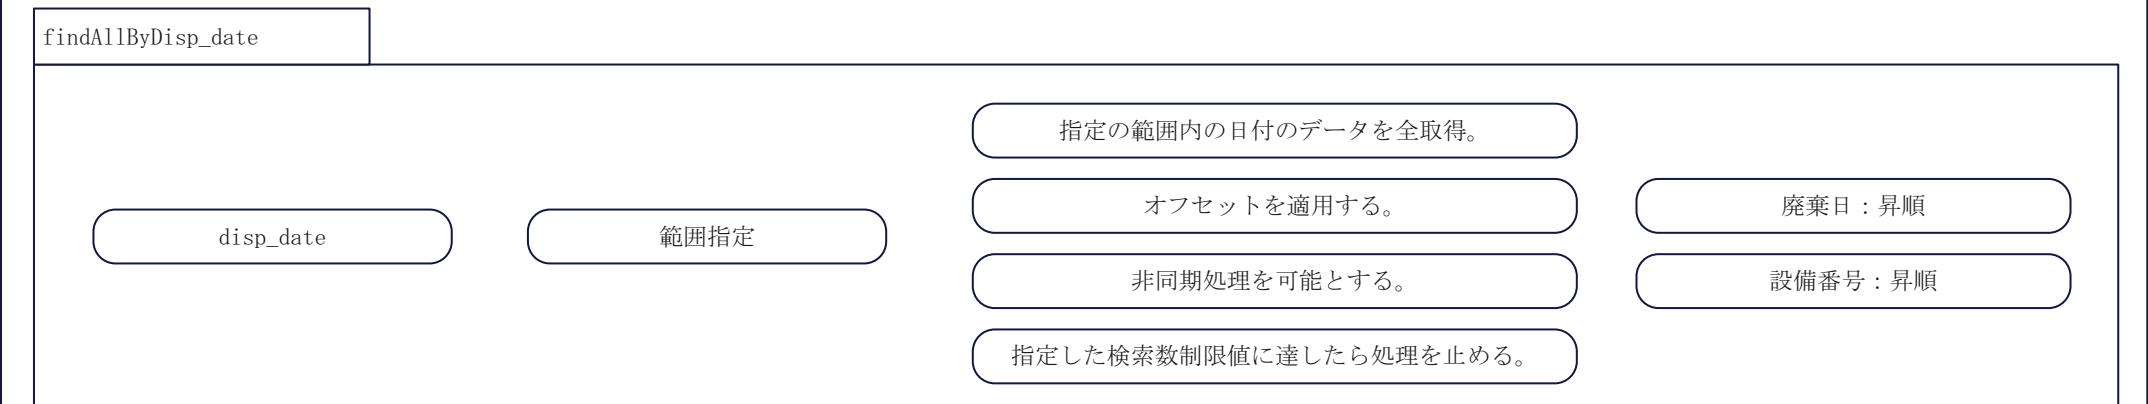 findAllByDisp_date
disp_date
範囲指定
指定の範囲内の日付のデータを全取得。
オフセットを適用する。
非同期処理を可能とする。
指定した検索数制限値に達したら処理を止める。
廃棄日：昇順
設備番号：昇順